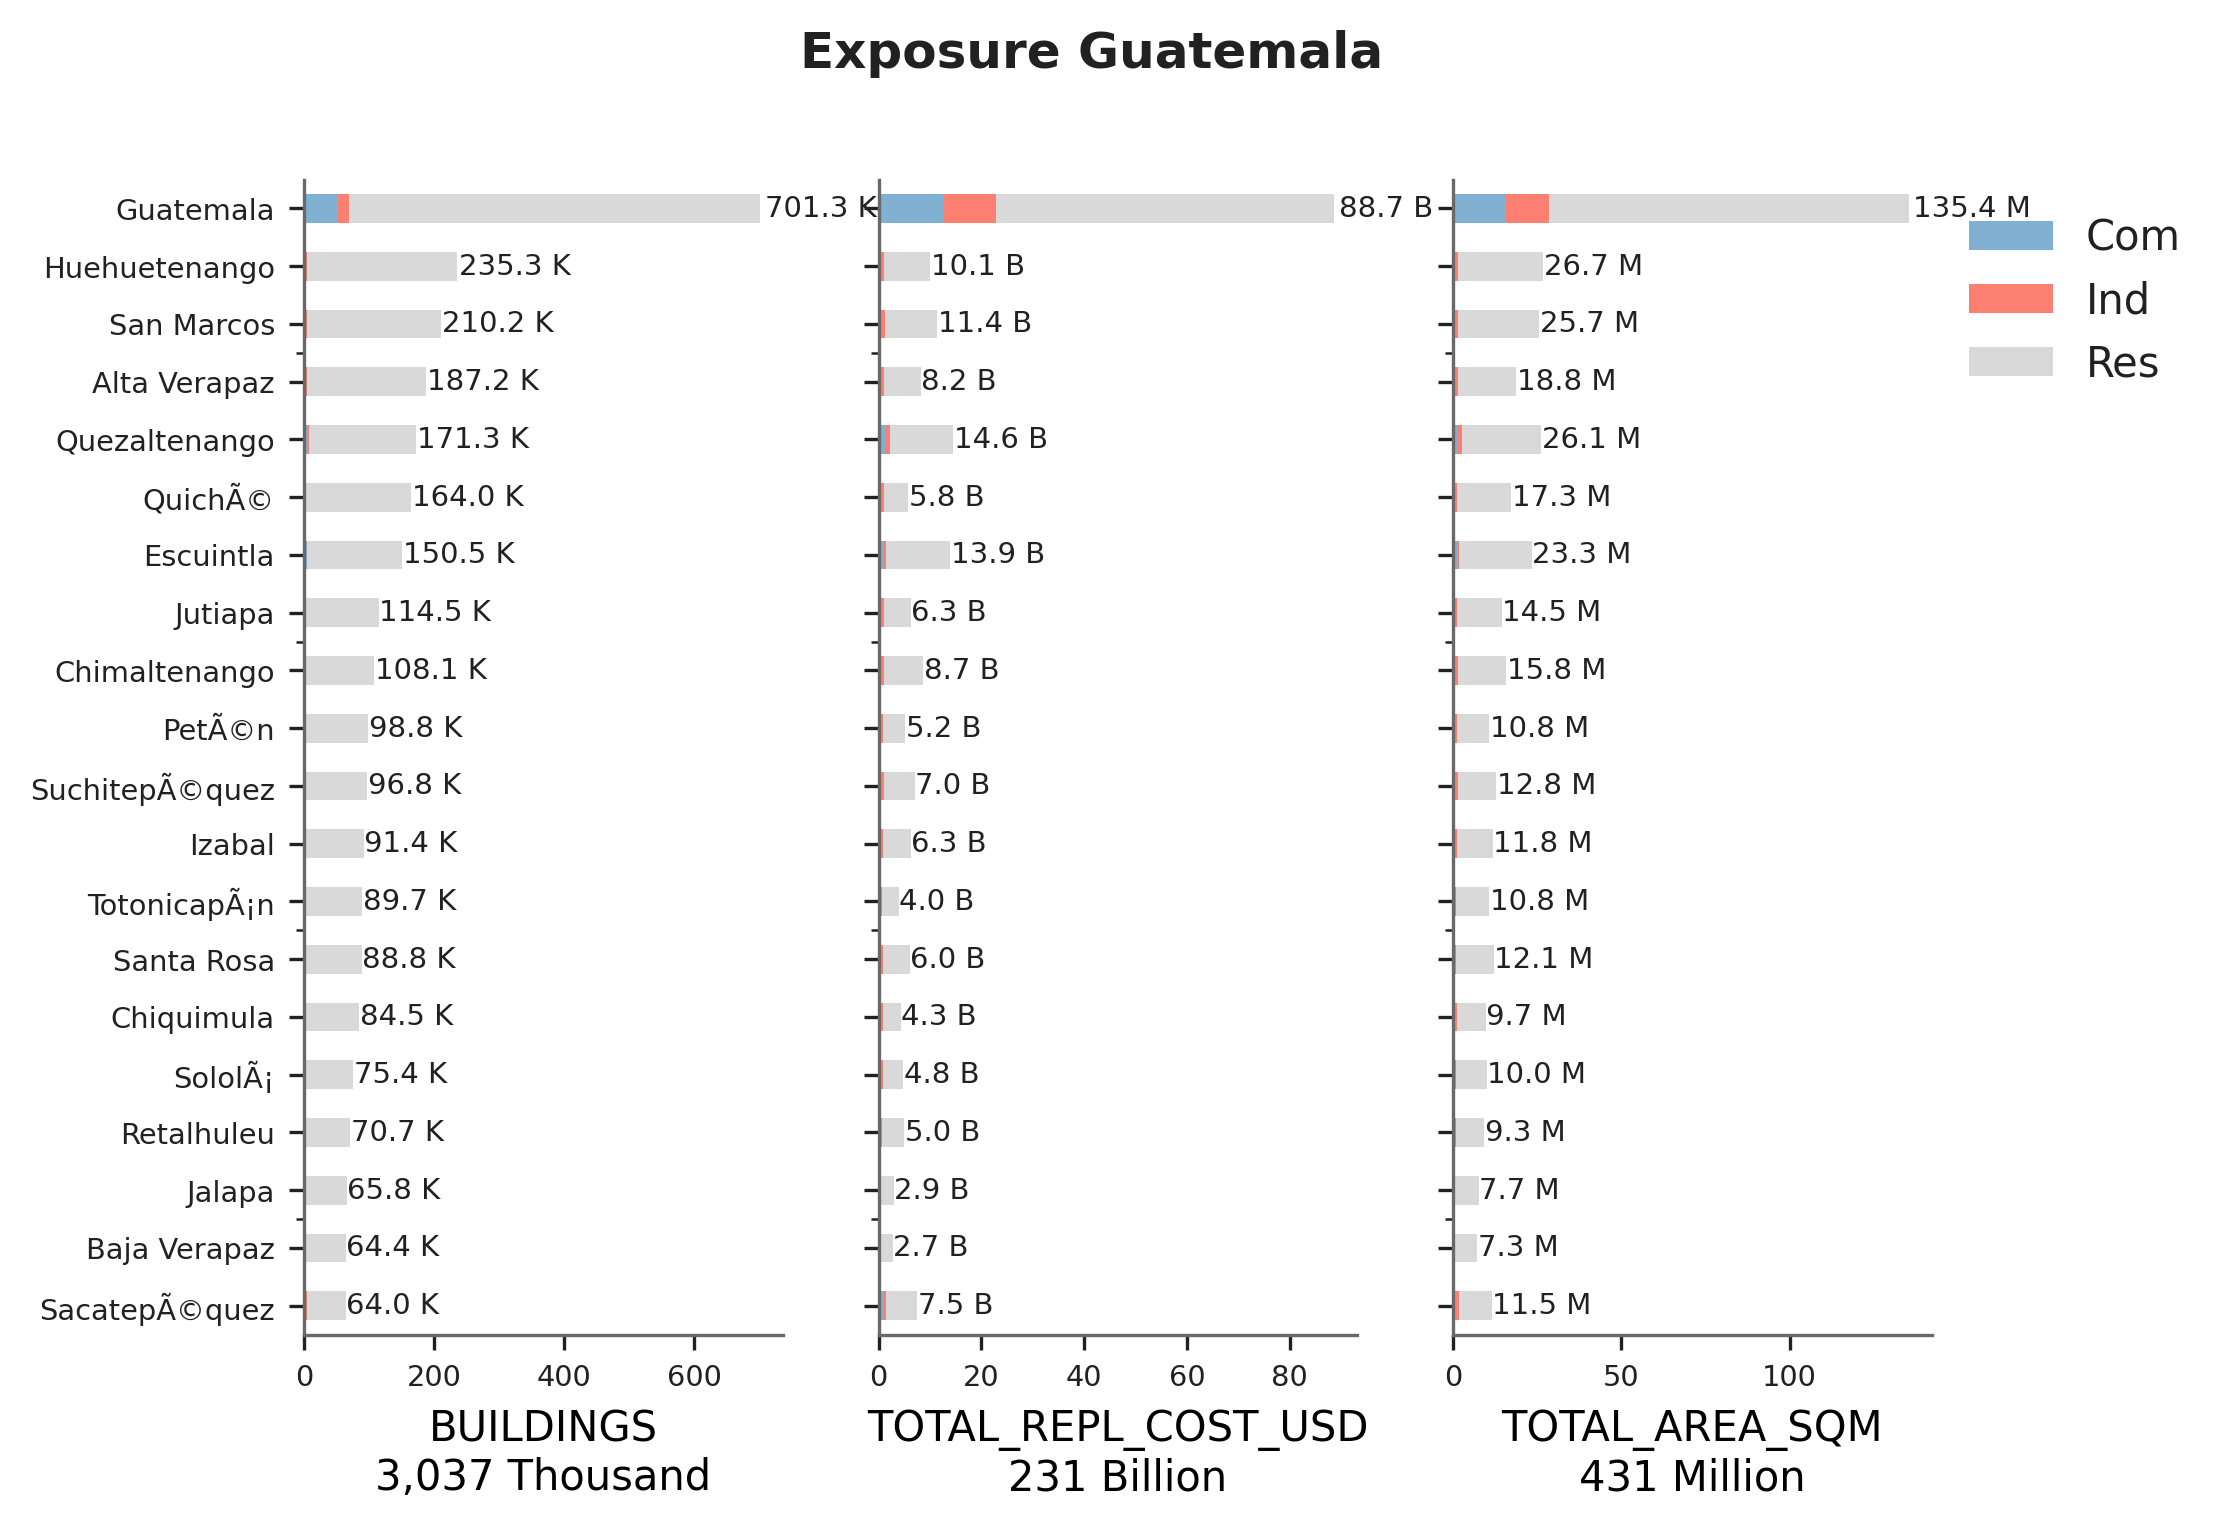 Exposure Guatemala
Guatemala 701.3 K 88.7 B 135.4 M
Huehuetenango 235.3 K 10.1 B 26.7 M
San Marcos 210.2 K 11.4 B 25.7 M
Alta Verapaz 187.2 K 8.2 B 18.8 M
Quezaltenango 171.3 K 14.6 B 26.1 M
QuichÃ© 164.0 K 5.8 B 17.3 M
Escuintla 150.5 K 13.9 B 23.3 M
Jutiapa 114.5 K 6.3 B 14.5 M
Chimaltenango 108.1 K 8.7 B 15.8 M
PetÃ©n 98.8 K 5.2 B 10.8 M
SuchitepÃ©quez 96.8 K 7.0 B 12.8 M
Izabal 91.4 K 6.3 B 11.8 M
TotonicapÃ¡n 89.7 K 4.0 B 10.8 M
Santa Rosa 88.8 K 6.0 B 12.1 M
Chiquimula 84.5 K 4.3 B 9.7 M
SololÃ¡ 75.4 K 4.8 B 10.0 M
Retalhuleu 70.7 K 5.0 B 9.3 M
Jalapa 65.8 K 2.9 B 7.7 M
Baja Verapaz 64.4 K 2.7 B 7.3 M
SacatepÃ©quez 64.0 K 7.5 B 11.5 M
0 200 400 600
BUILDINGS
3,037 Thousand
0 20 40 60 80
TOTAL_REPL_COST_USD
231 Billion
0 50 100
TOTAL_AREA_SQM
431 Million
Com
Ind
Res